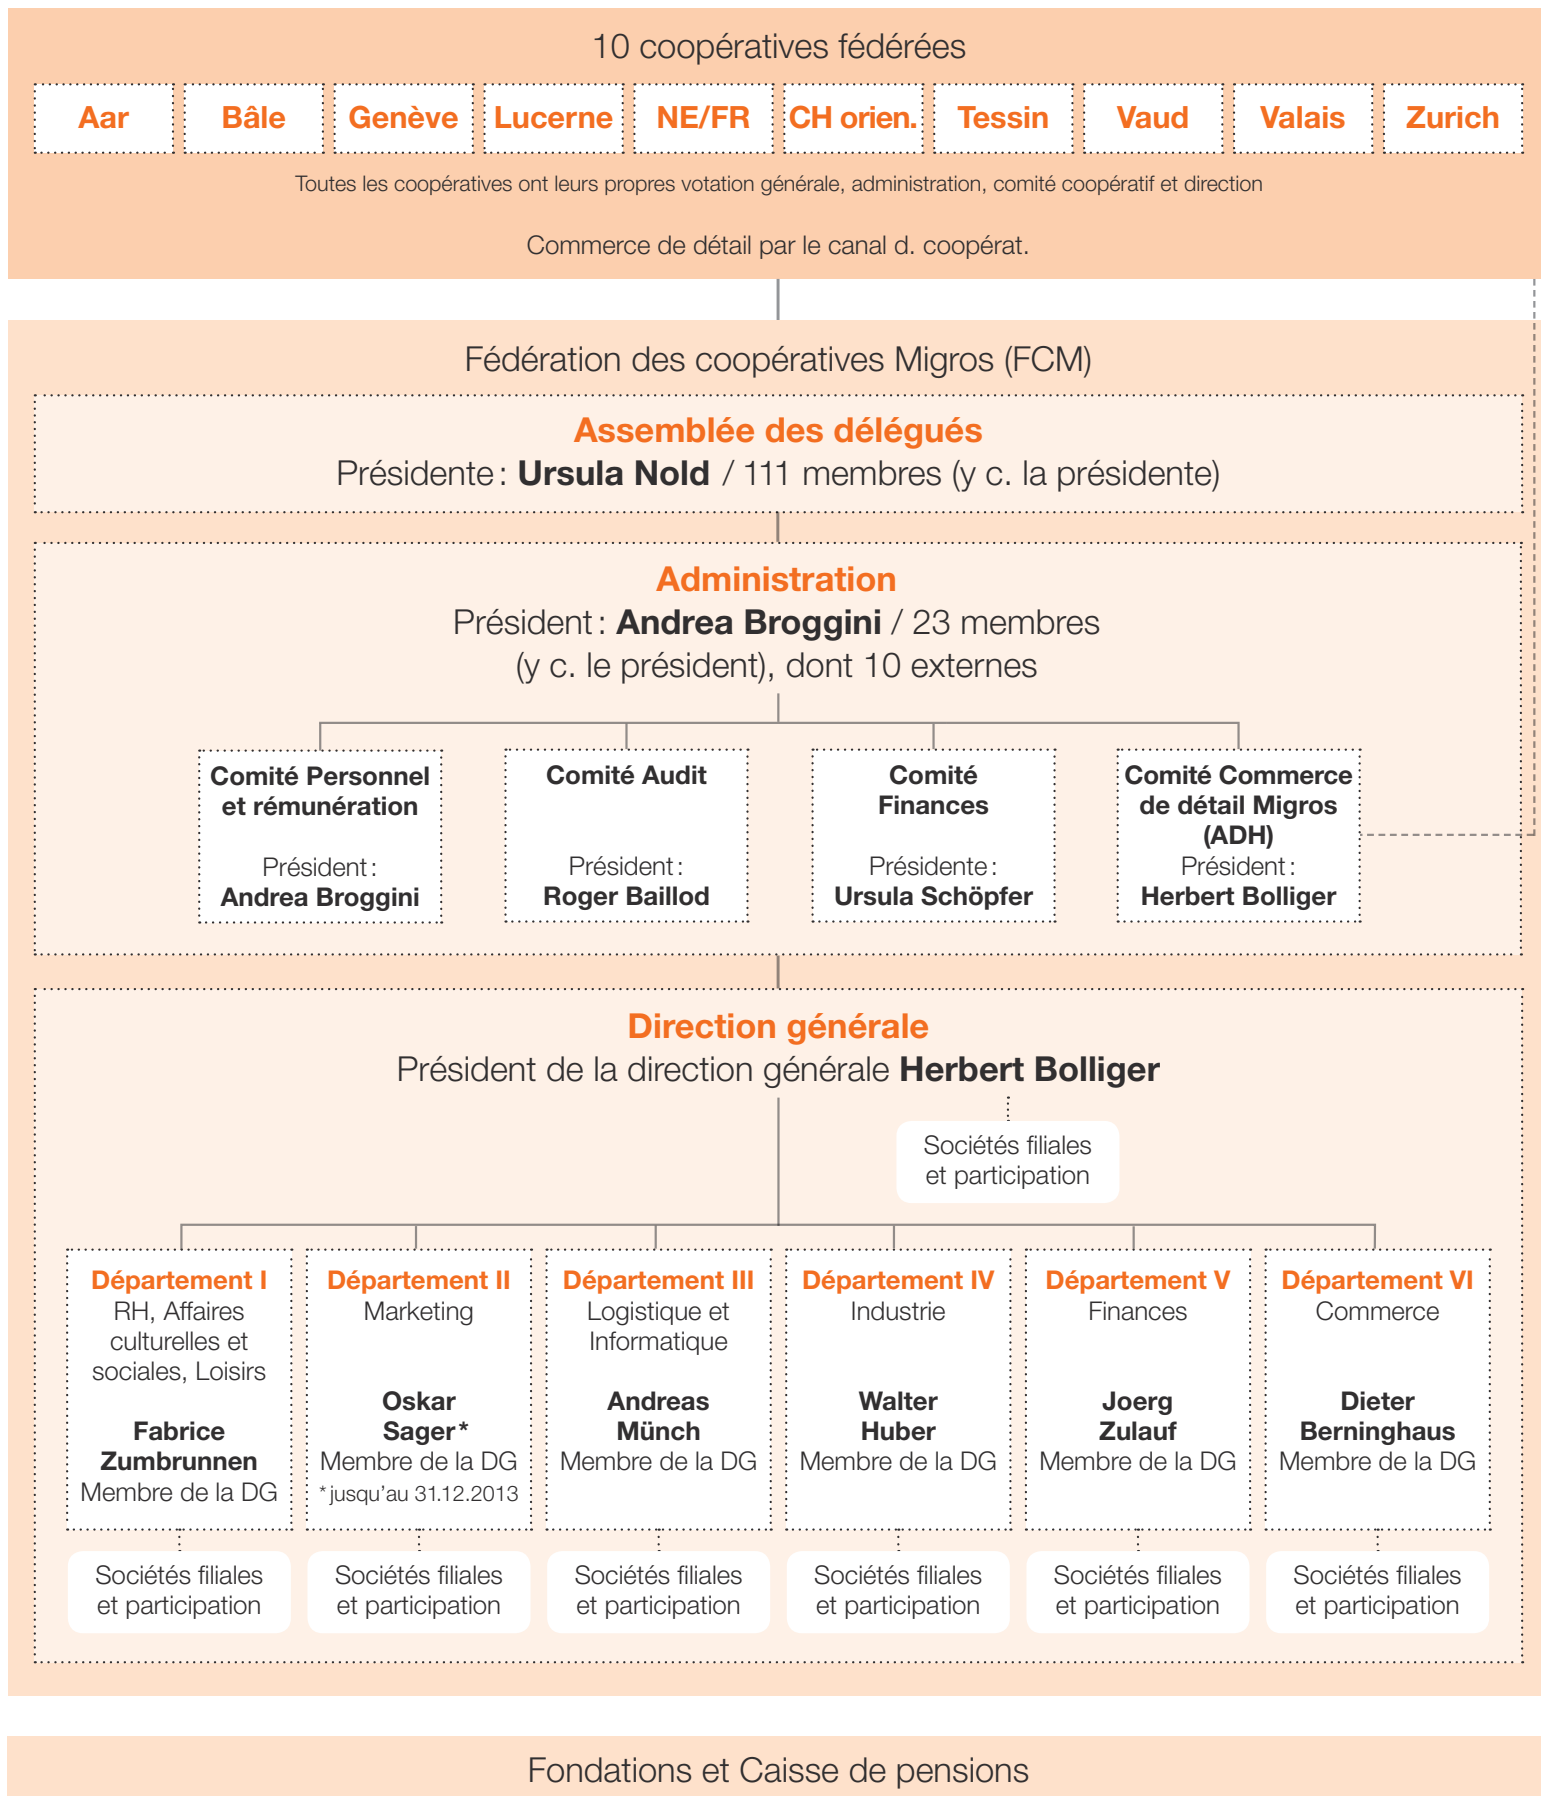 10 coopératives fédérées
Aar
Bâle
Genève
Lucerne
NE/FR
CH orien.
Tessin
Vaud
Valais
Zurich
Toutes les coopératives ont leurs propres votation générale, administration, comité coopératif et direction
Commerce de détail par le canal d. coopérat.
Fédération des coopératives Migros (FCM)
Assemblée des délégués
Présidente : Ursula Nold / 111 membres (y c. la présidente)
Administration
Président : Andrea Broggini / 23 membres
(y c. le président), dont 10 externes
Comité Personnel
et rémunération
Président :
Andrea Broggini
Comité Audit
Président :
Roger Baillod
Comité
Finances
Présidente :
Ursula Schöpfer
Comité Commerce
de détail Migros
(ADH)
Président :
Herbert Bolliger
Direction générale
Président de la direction générale Herbert Bolliger
Sociétés filiales
et participation
Département I
RH, Affaires
culturelles et
sociales, Loisirs
Fabrice
Zumbrunnen
Membre de la DG
Département II
Marketing
Oskar
Sager*
Membre de la DG
*jusqu'au 31.12.2013
Département III
Logistique et
Informatique
Andreas
Münch
Membre de la DG
Département IV
Industrie
Walter
Huber
Membre de la DG
Département V
Finances
Joerg
Zulauf
Membre de la DG
Département VI
Commerce
Dieter
Berninghaus
Membre de la DG
Sociétés filiales
et participation
Sociétés filiales
et participation
Sociétés filiales
et participation
Sociétés filiales
et participation
Sociétés filiales
et participation
Sociétés filiales
et participation
Fondations et Caisse de pensions